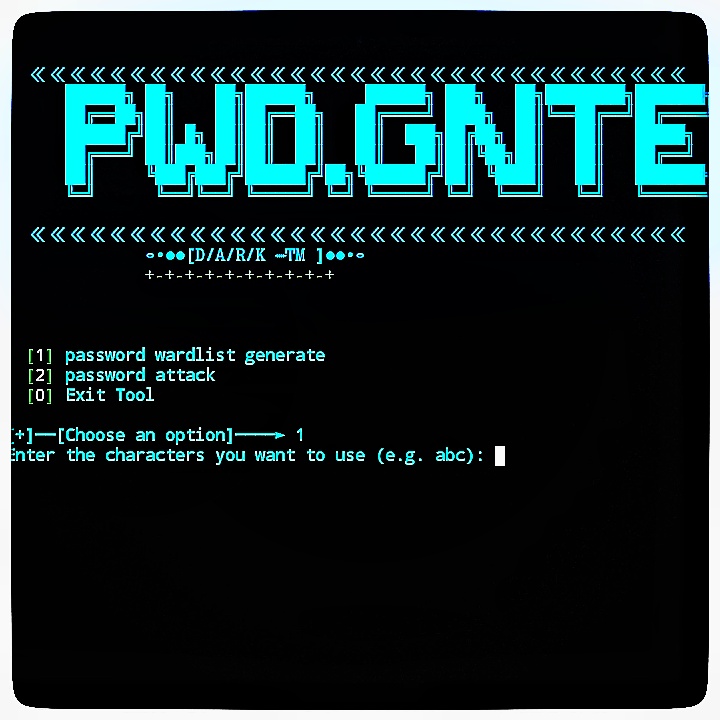 ««««««««««««««««««««««««««««««««« 
PWD.GNTE
«««««««««««««««««««««««««««««««««
∘•●●[D/A/R/K ⇝TM ]●●•∘
+-+-+-+-+-+-+-+-+-+
[1] password wardlist generate
[2] password attack
[0] Exit Tool
[+]──[Choose an option]────➤ 1
Enter the characters you want to use (e.g. abc):